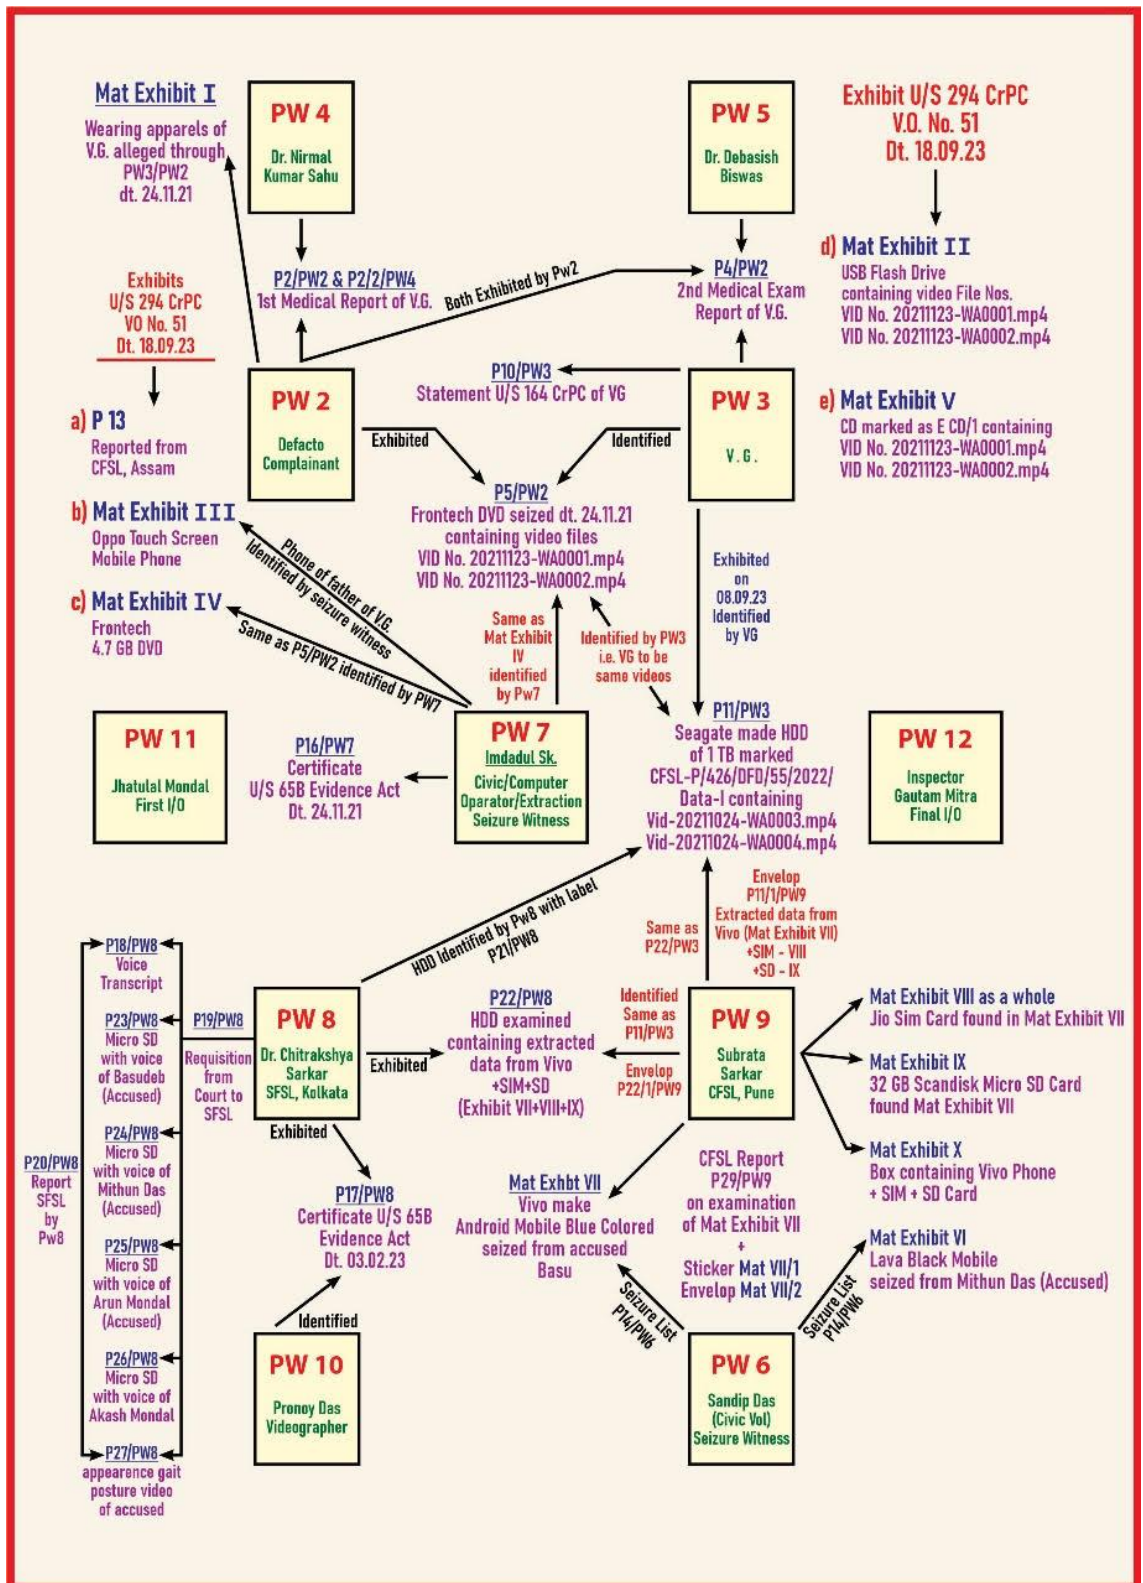 Mat Exhibit I
Wearing apparels of
V.G. alleged through
PW3/PW2
dt. 24.11.21
PW 4
Dr. Nirmal
Kumar Sahu
PW 5
Dr. Debasish
Biswas
Exhibit U/S 294 CrPC
V.O. No. 51
Dt. 18.09.23
Exhibits
U/S 294 CrPC
VO No. 51
Dt. 18.09.23
P2/PW2 & P2/2/PW4
1st Medical Report of V.G.
Both Exhibited by Pw2
P4/PW2
2nd Medical Exam
Report of V.G.
d) Mat Exhibit II
USB Flash Drive
containing video File Nos.
VID No. 20211123-WA0001.mp4
VID No. 20211123-WA0002.mp4
a) P 13
Reported from
CFSL, Assam
PW 2
Defacto
Complainant
P10/PW3
Statement U/S 164 CrPC of VG
PW 3
V . G .
e) Mat Exhibit V
CD marked as E CD/1 containing
VID No. 20211123-WA0001.mp4
VID No. 20211123-WA0002.mp4
Exhibited
Identified
b) Mat Exhibit III
Oppo Touch Screen
Mobile Phone
Phone of father of V.G.
Identified by seizure witness
P5/PW2
Frontech DVD seized dt. 24.11.21
containing video files
VID No. 20211123-WA0001.mp4
VID No. 20211123-WA0002.mp4
Exhibited
on
08.09.23
Identified
by VG
c) Mat Exhibit IV
Frontech
4.7 GB DVD
Same as P5/PW2 identified by PW7
Same as
Mat Exhibit
IV
identified
by Pw7
Identified by PW3
i.e. VG to be
same videos
PW 11
Jhatulal Mondal
First I/O
P16/PW7
Certificate
U/S 65B Evidence Act
Dt. 24.11.21
PW 7
Imdadul Sk.
Civic/Computer
Oparator/Extraction
Seizure Witness
P11/PW3
Seagate made HDD
of 1 TB marked
CFSL-P/426/DFD/55/2022/
Data-I containing
Vid-20211024-WA0003.mp4
Vid-20211024-WA0004.mp4
PW 12
Inspector
Gautam Mitra
Final I/O
HDD Identified by Pw8 with label
P21/PW8
Same as
P22/PW3
Envelop
P11/1/PW9
Extracted data from
Vivo (Mat Exhibit VII)
+SIM - VIII
+SD - IX
P18/PW8
Voice
Transcript
P23/PW8
Micro SD
with voice
of Basudeb
(Accused)
P19/PW8
Requisition
from
Court to
SFSL
PW 8
Dr. Chitrakshya
Sarkar
SFSL, Kolkata
Exhibited
P22/PW8
HDD examined
containing extracted
data from Vivo
+SIM+SD
(Exhibit VII+VIII+IX)
Identified
Same as
P11/PW3
Envelop
P22/1/PW9
PW 9
Subrata
Sarkar
CFSL, Pune
Mat Exhibit VIII as a whole
Jio Sim Card found in Mat Exhibit VII
Mat Exhibit IX
32 GB Scandisk Micro SD Card
found Mat Exhibit VII
Mat Exhibit X
Box containing Vivo Phone
+ SIM + SD Card
Exhibited
P20/PW8
Report
SFSL
by
Pw8
P24/PW8
Micro SD
with voice of
Mithun Das
(Accused)
P17/PW8
Certificate U/S 65B
Evidence Act
Dt. 03.02.23
Mat Exhbt VII
Vivo make
Android Mobile Blue Colored
seized from accused
Basu
CFSL Report
P29/PW9
on examination
of Mat Exhibit VII
+
Sticker Mat VII/1
Envelop Mat VII/2
Mat Exhibit VI
Lava Black Mobile
seized from Mithun Das (Accused)
P25/PW8
Micro SD
with voice of
Arun Mondal
(Accused)
Identified
Seizure List
P14/PW6
Seizure List
P14/PW6
P26/PW8
Micro SD
with voice of
Akash Mondal
PW 10
Pronoy Das
Videographer
PW 6
Sandip Das
(Civic Vol)
Seizure Witness
P27/PW8
appearence gait
posture video
of accused